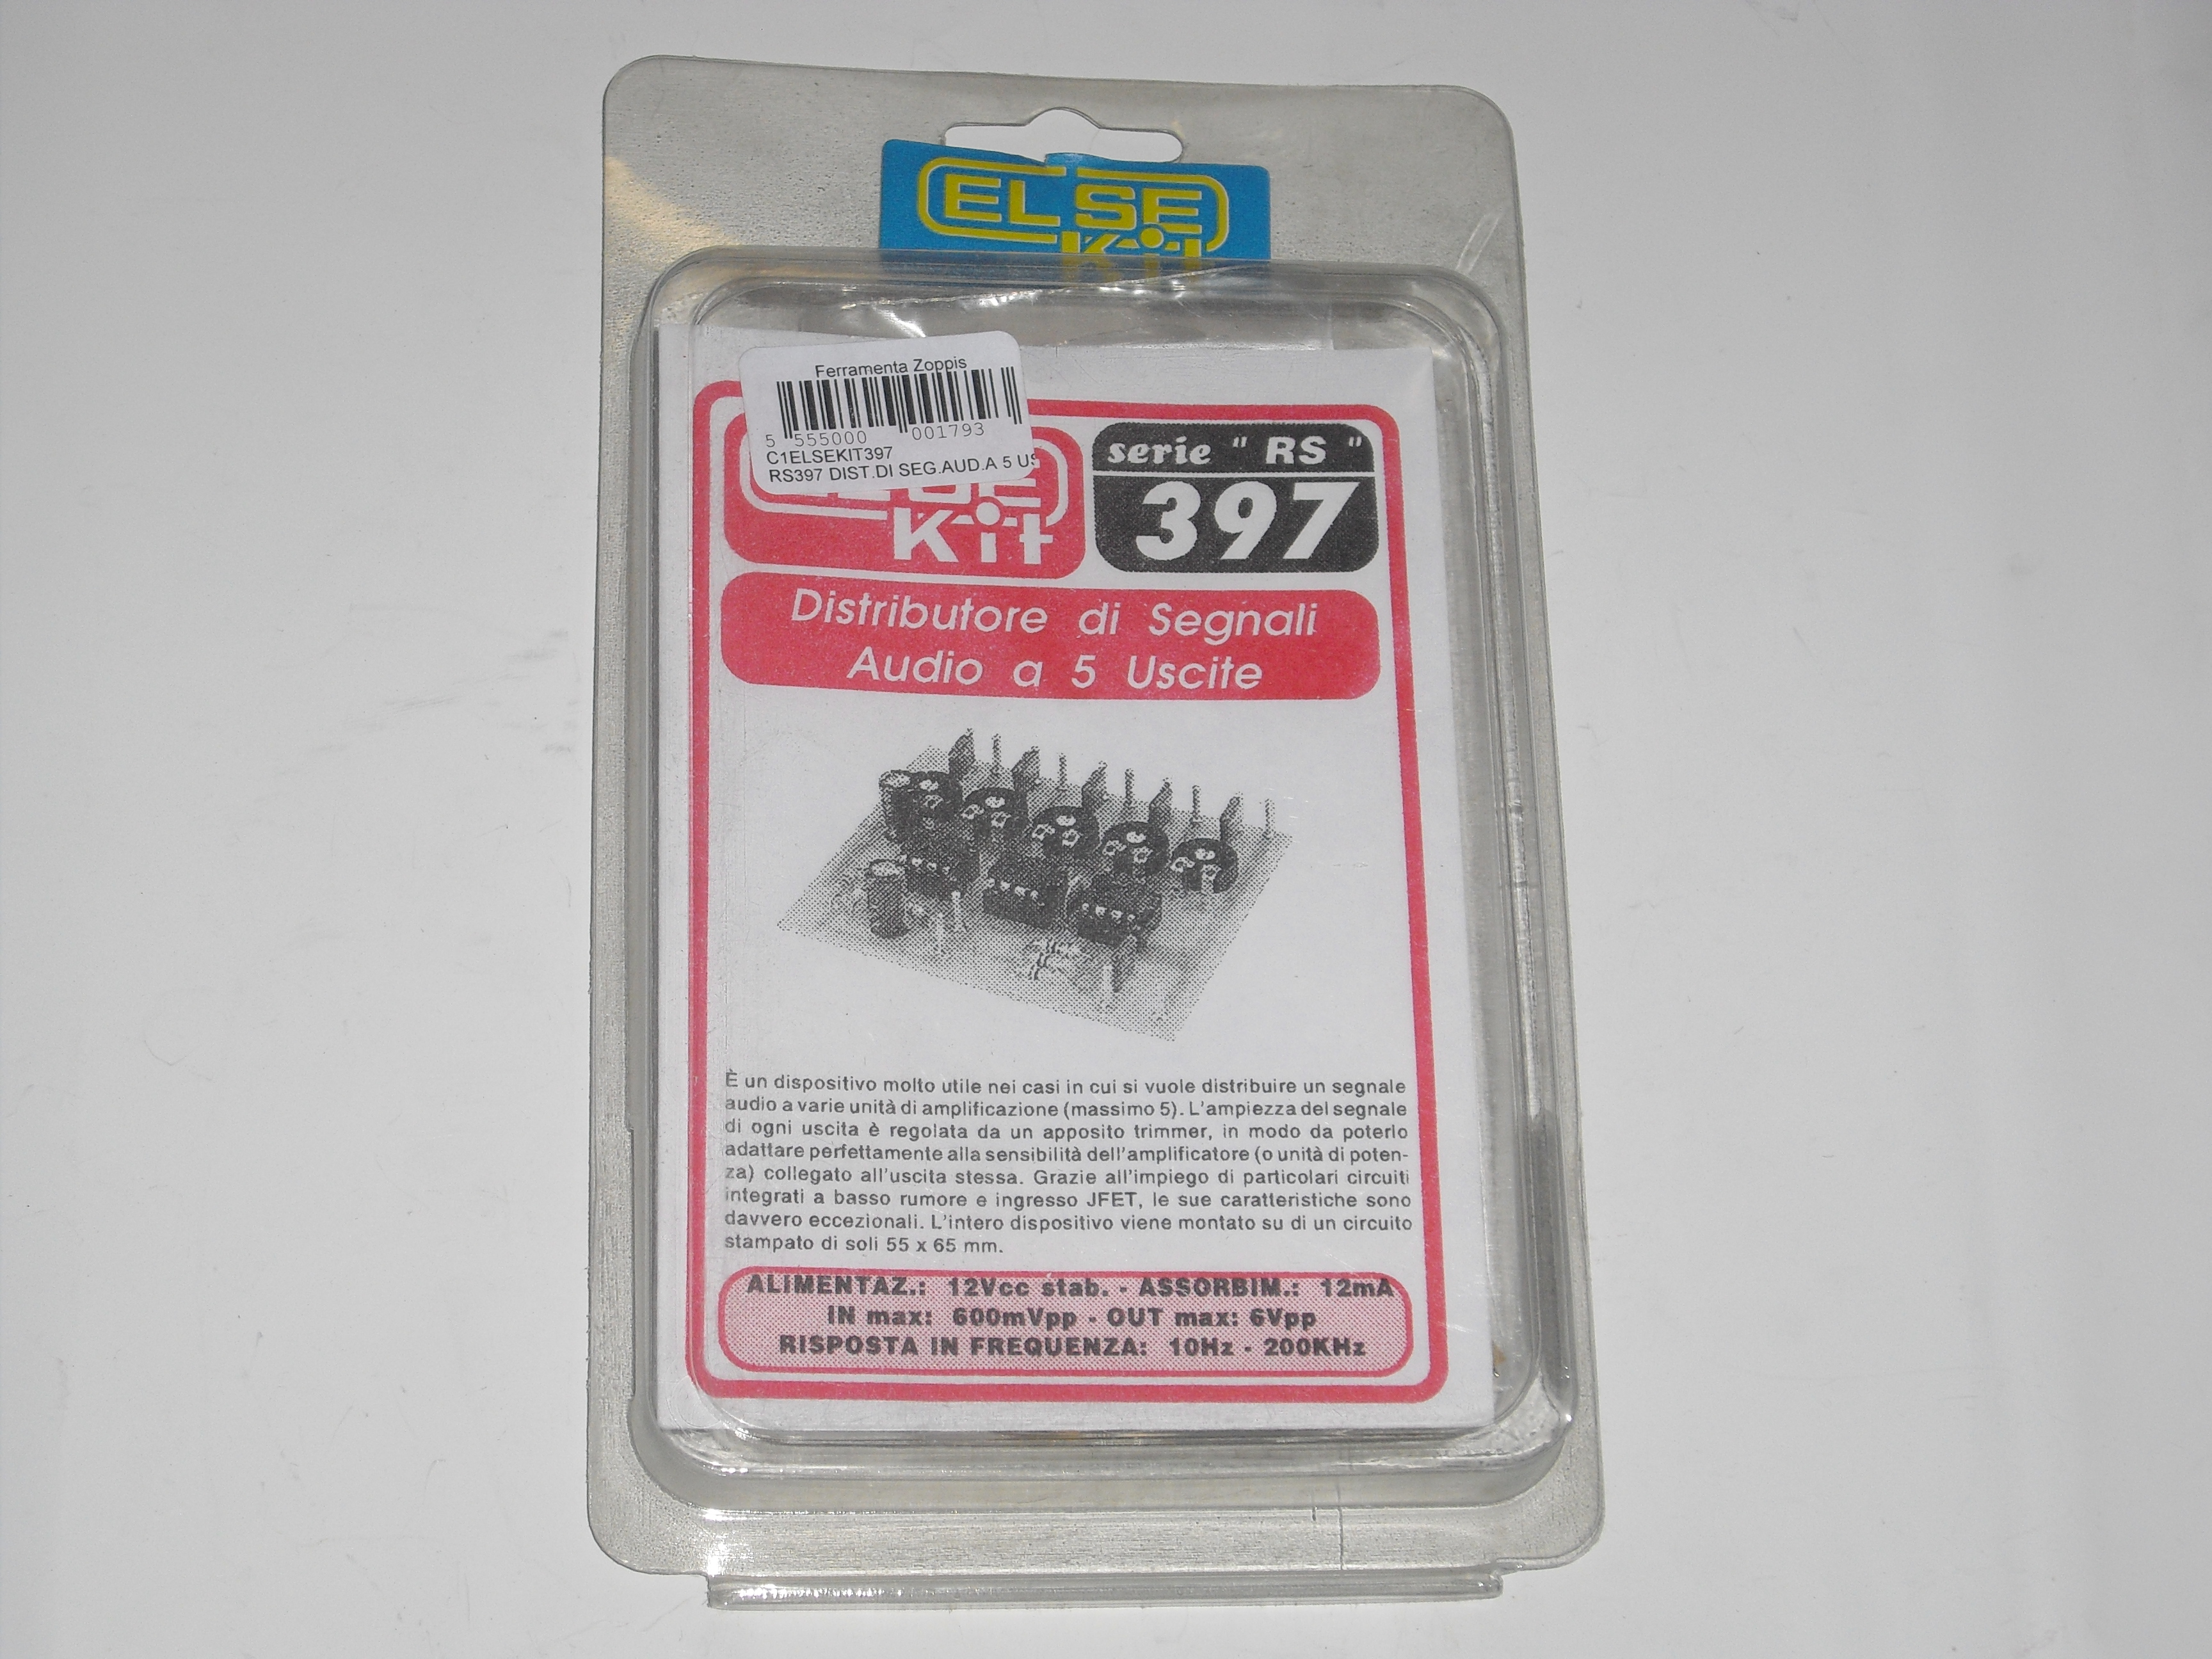 ELSE
Kit
Ferramenta Zoppis
5 555000 001793
C1ELSEKIT397
RS397 DIST.DI SEG.AUD.A 5 US
Kit
serie " RS "
397
Distributore di Segnali
Audio a 5 Uscite
È un dispositivo molto utile nei casi in cui si vuole distribuire un segnale
audio a varie unità di amplificazione (massimo 5). L'ampiezza del segnale
di ogni uscita è regolata da un apposito trimmer, in modo da poterlo
adattare perfettamente alla sensibilità dell'amplificatore (o unità di poten-
za) collegato all'uscita stessa. Grazie all'impiego di particolari circuiti
integrati a basso rumore e ingresso JFET, le sue caratteristiche sono
davvero eccezionali. L'intero dispositivo viene montato su di un circuito
stampato di soli 55 x 65 mm.
ALIMENTAZ.: 12Vcc stab. - ASSORBIM.: 12mA
IN max: 600mVpp - OUT max: 6Vpp
RISPOSTA IN FREQUENZA: 10Hz - 200KHz